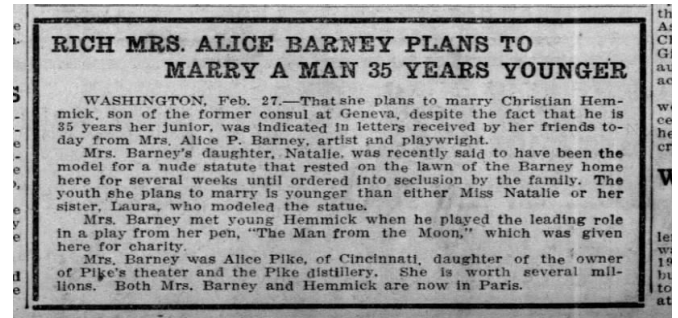 RICH MRS. ALICE BARNEY PLANS TO
MARRY A MAN 35 YEARS YOUNGER
WASHINGTON, Feb. 27.—That she plans to marry Christian Hem-
mick, son of the former consul at Geneva, despite the fact that he is
35 years her junior, was indicated in letters received by her friends to-
day from Mrs. Alice P. Barney, artist and playwright.
Mrs. Barney's daughter, Natalie, was recently said to have been the
model for a nude statute that rested on the lawn of the Barney home
here for several weeks until ordered into seclusion by the family. The
youth she plans to marry is younger than either Miss Natalie or her
sister, Laura, who modeled the statue.
Mrs. Barney met young Hemmick when he played the leading role
in a play from her pen, "The Man from the Moon," which was given
here for charity.
Mrs. Barney was Alice Pike, of Cincinnati, daughter of the owner
of Pike's theater and the Pike distillery. She is worth several mil-
lions. Both Mrs. Barney and Hemmick are now in Paris.